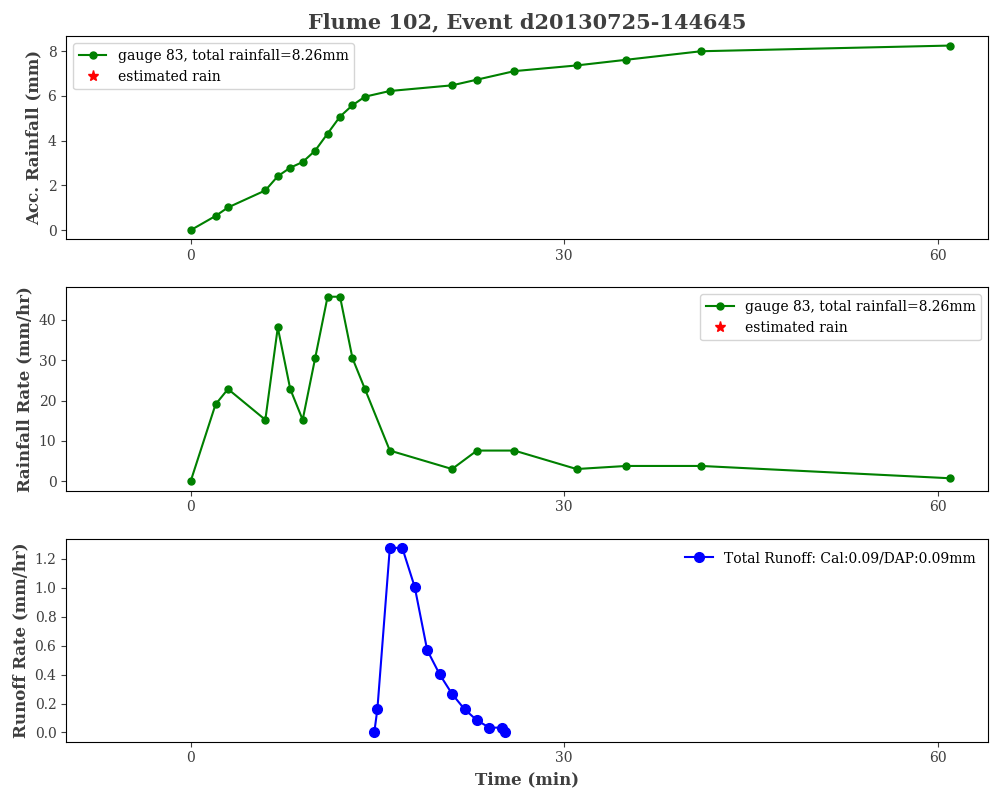 Flume 102, Event d20130725-144645
Acc. Rainfall (mm)
8
6
4
2
0
gauge 83, total rainfall=8.26mm
estimated rain
0
30
60
Rainfall Rate (mm/hr)
40
30
20
10
0
gauge 83, total rainfall=8.26mm
estimated rain
0
30
60
Runoff Rate (mm/hr)
1.2
1.0
0.8
0.6
0.4
0.2
0.0
Total Runoff: Cal:0.09/DAP:0.09mm
0
30
60
Time (min)